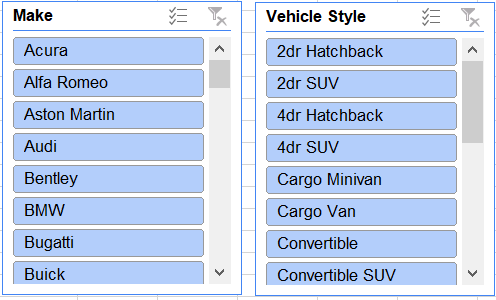 Make
Acura
Alfa Romeo
Aston Martin
Audi
Bentley
BMW
Bugatti
Buick
Vehicle Style
2dr Hatchback
2dr SUV
4dr Hatchback
4dr SUV
Cargo Minivan
Cargo Van
Convertible
Convertible SUV